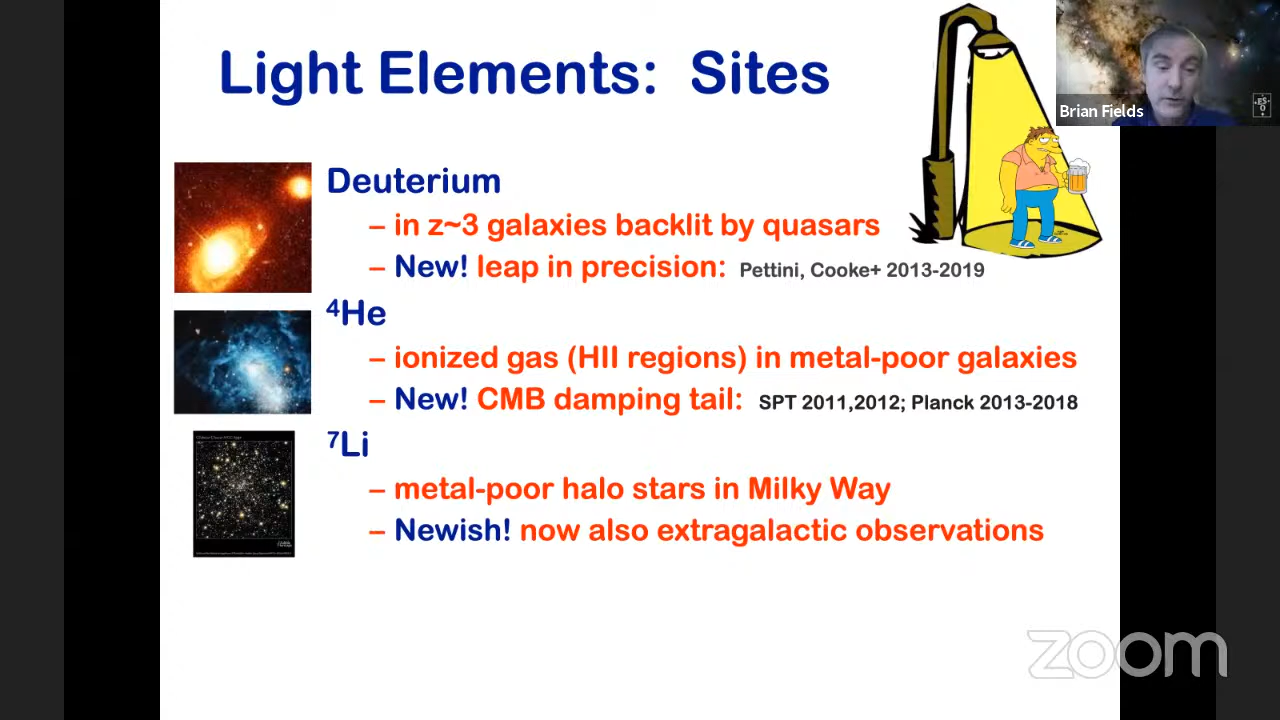 Light Elements: Sites
Brian Fields
Deuterium
– in z~3 galaxies backlit by quasars
– New! leap in precision: Pettini, Cooke+ 2013-2019
⁴He
– ionized gas (HII regions) in metal-poor galaxies
– New! CMB damping tail: SPT 2011,2012; Planck 2013-2018
⁷Li
– metal-poor halo stars in Milky Way
– Newish! now also extragalactic observations
zoom